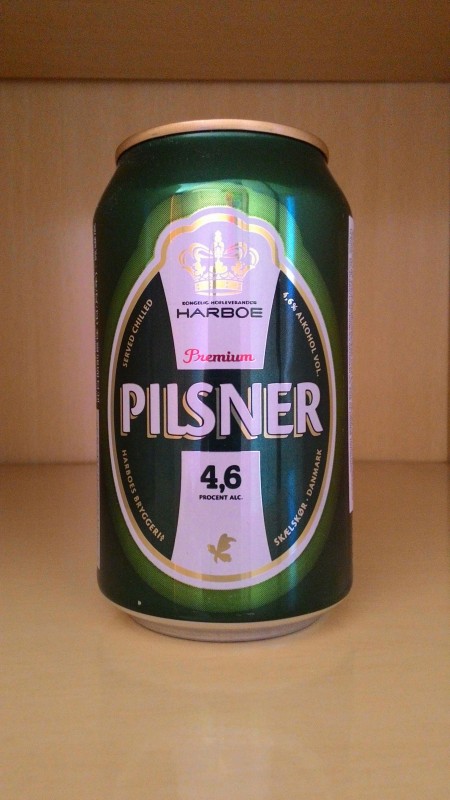 KONGELIG HOFLEVERANDØR
HARBOE
SERVED CHILLED
4,6% ALKOHOL VOL.
Premium
PILSNER
4,6
PROCENT ALC.
HARBOES BRYGGERI
SKÆLSKØR · DANMARK